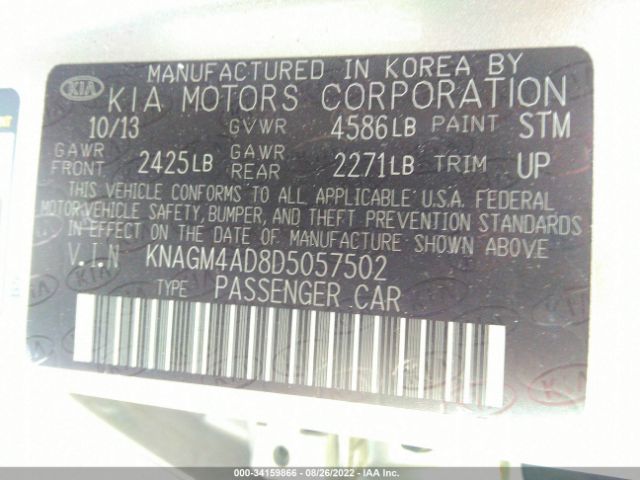 MANUFACTURED IN KOREA BY
KIA KIA MOTORS CORPORATION
10/13 GVWR 4586LB PAINT STM
GAWR FRONT 2425LB GAWR REAR 2271LB TRIM UP
THIS VEHICLE CONFORMS TO ALL APPLICABLE U.S.A. FEDERAL
MOTOR VEHICLE SAFETY, BUMPER, AND THEFT PREVENTION STANDARDS
IN EFFECT ON THE DATE OF MANUFACTURE SHOWN ABOVE.
V.I.N KNAGM4AD8D5057502
TYPE PASSENGER CAR
000-34159866 - 08/26/2022 - IAA Inc.